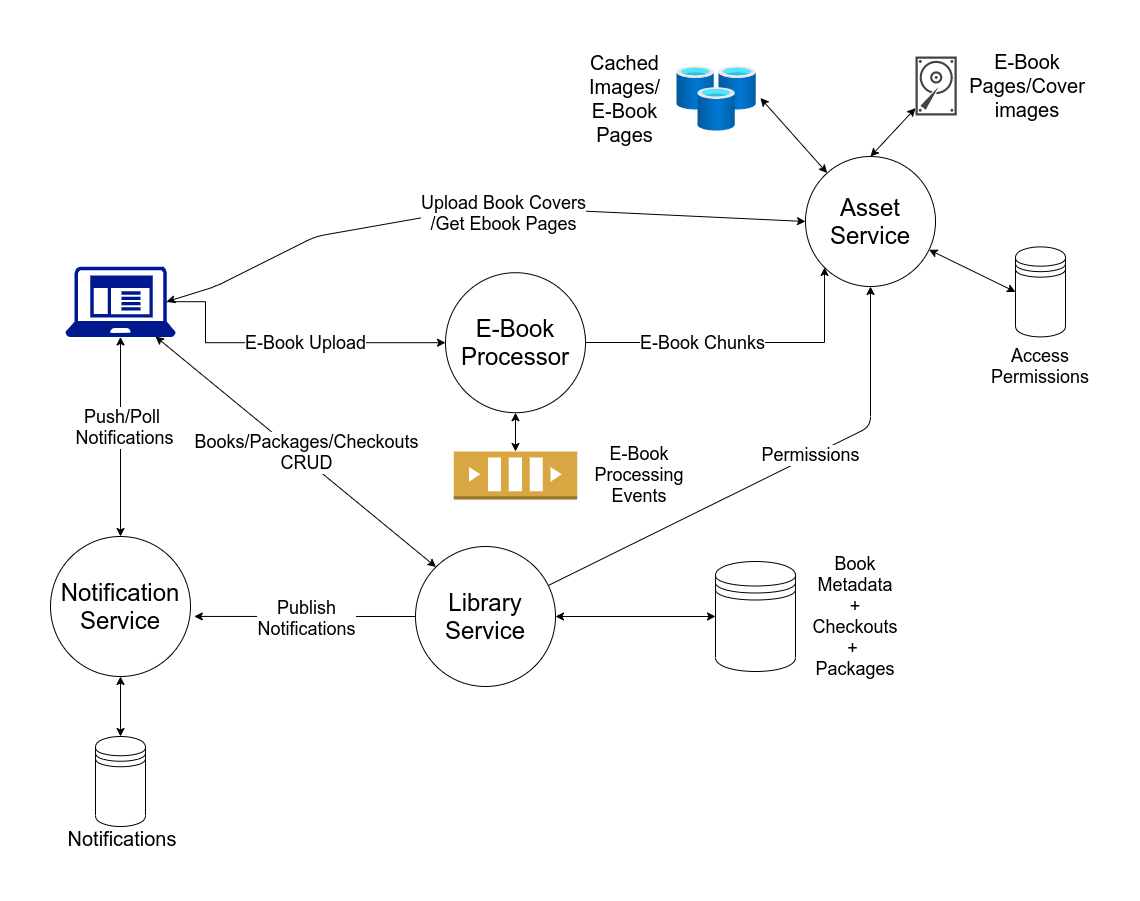 Cached
Images/
E-Book
Pages
E-Book
Pages/Cover
images
Upload Book Covers
/Get Ebook Pages
Asset
Service
E-Book
Processor
E-Book Upload
E-Book Chunks
Access
Permissions
Push/Poll
Notifications
Books/Packages/Checkouts
CRUD
E-Book
Processing
Events
Permissions
Notification
Service
Publish
Notifications
Library
Service
Book
Metadata
+
Checkouts
+
Packages
Notifications